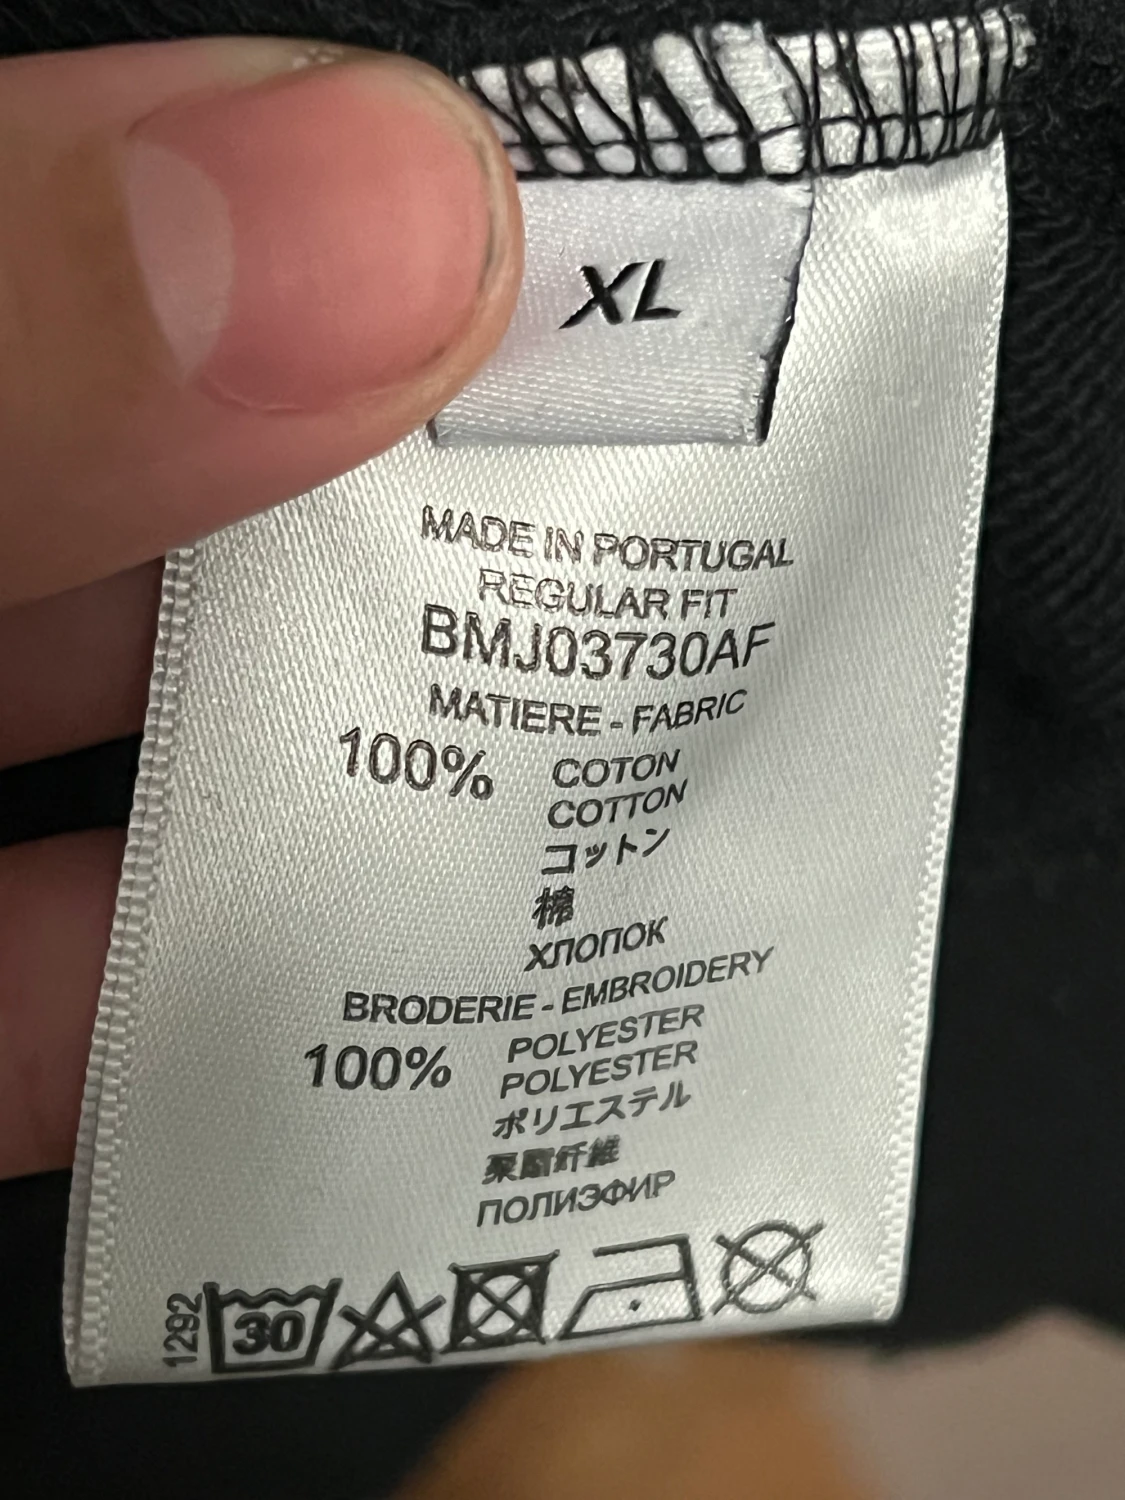 XL
MADE IN PORTUGAL
REGULAR FIT
BMJ03730AF
MATIERE - FABRIC
100% COTON
COTTON
コットン
棉
ХЛОПОК
BRODERIE - EMBROIDERY
100% POLYESTER
POLYESTER
ポリエステル
聚酯纤维
ПОЛИЭФИР
1292 30